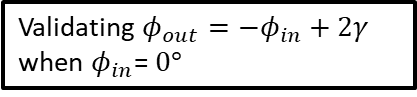 Validating ϕ_out = −ϕ_in + 2γ
when ϕ_in = 0°